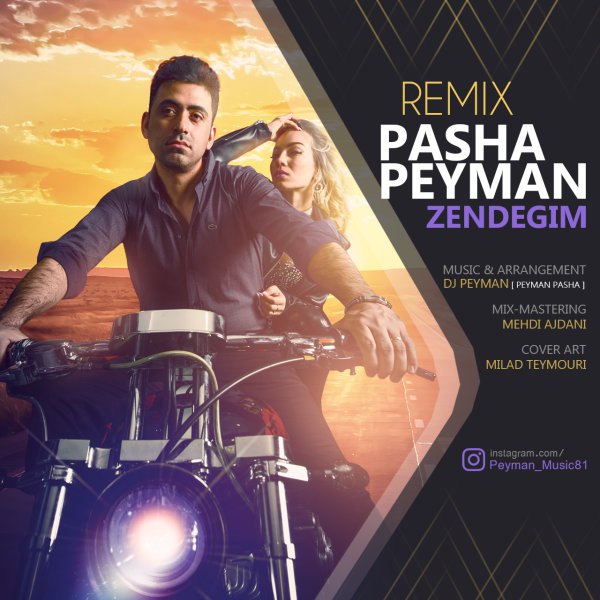 REMIX
PASHA
PEYMAN
ZENDEGIM
MUSIC & ARRANGEMENT
DJ PEYMAN [ PEYMAN PASHA ]
MIX-MASTERING
MEHDI AJDANI
COVER ART
MILAD TEYMOURI
instagram.com/
Peyman_Music81